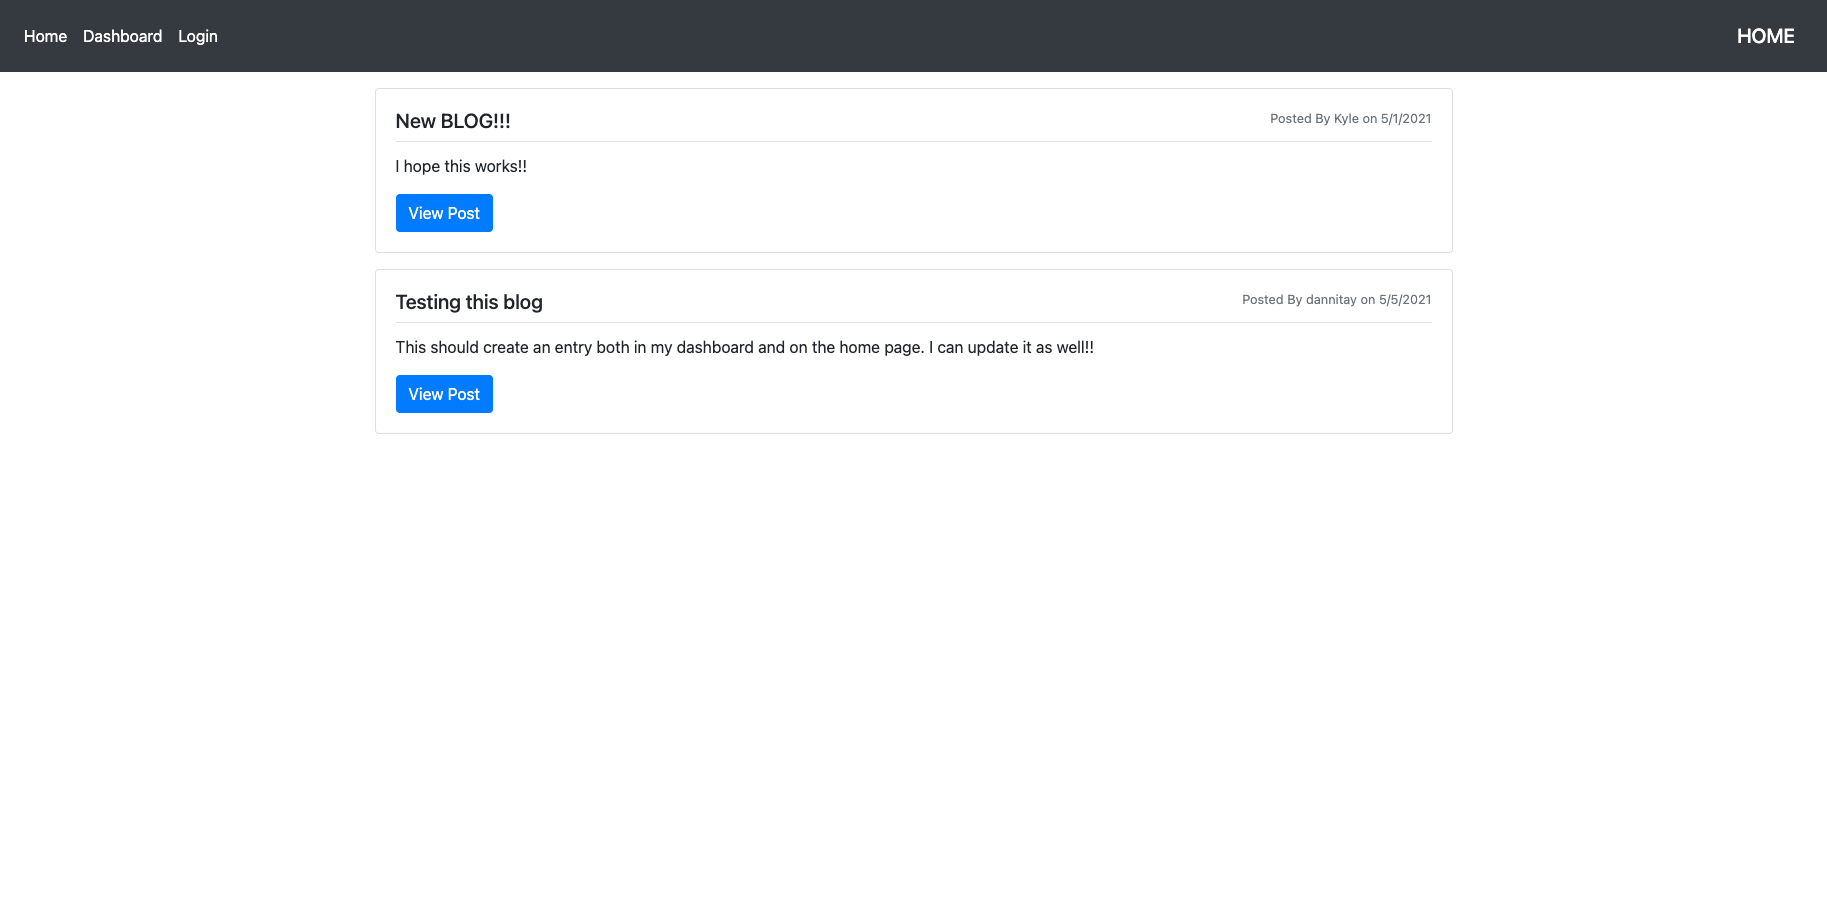 Home Dashboard Login HOME
New BLOG!!! Posted By Kyle on 5/1/2021
I hope this works!!
View Post
Testing this blog Posted By dannitay on 5/5/2021
This should create an entry both in my dashboard and on the home page. I can update it as well!!
View Post